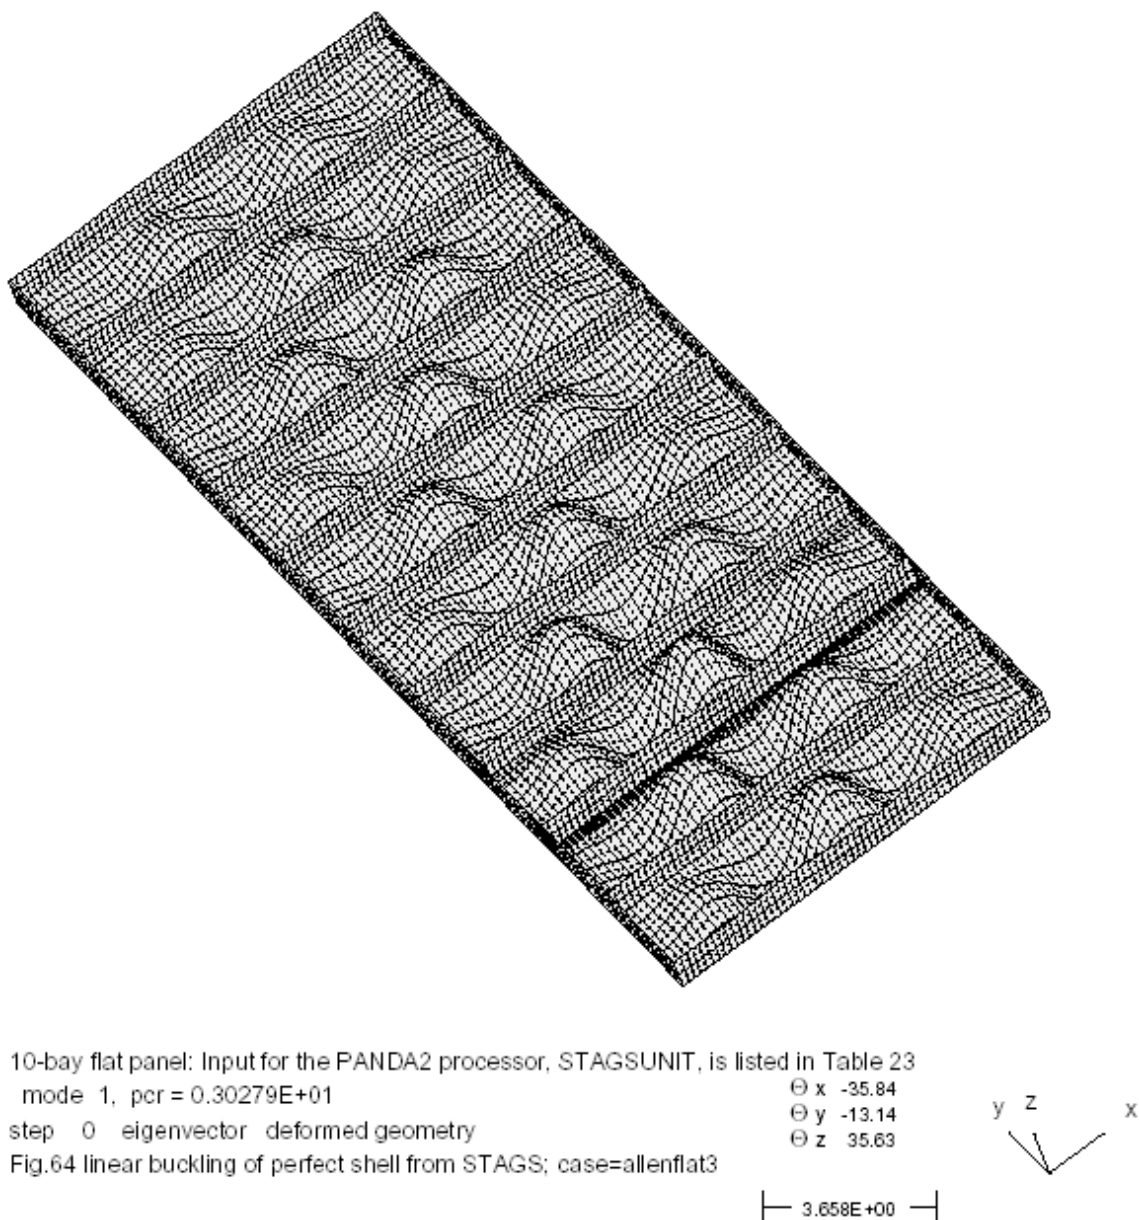 10-bay flat panel: Input for the PANDA2 processor, STAGSUNIT, is listed in Table 23
mode 1, pcr = 0.30279E+01
step 0 eigenvector deformed geometry
Fig.64 linear buckling of perfect shell from STAGS; case=allenflat3
Θ x -35.84
Θ y -13.14
Θ z 35.63
y z x
3.658E+00